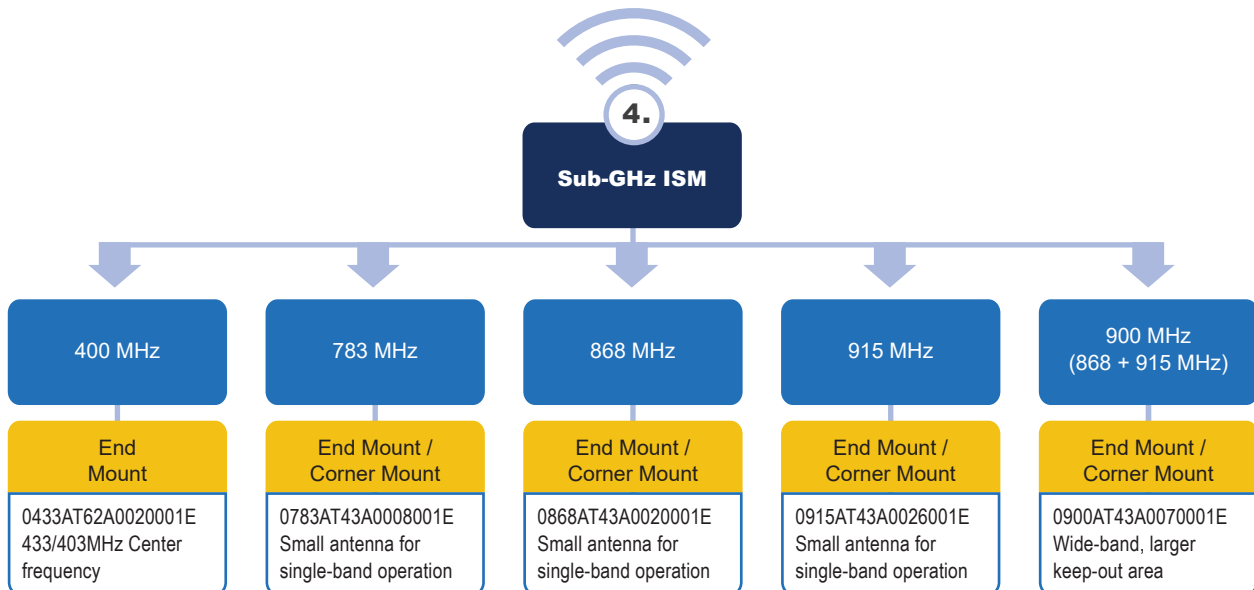 4.
Sub-GHz ISM
400 MHz
783 MHz
868 MHz
915 MHz
900 MHz
(868 + 915 MHz)
End
Mount
End Mount /
Corner Mount
End Mount /
Corner Mount
End Mount /
Corner Mount
End Mount /
Corner Mount
0433AT62A0020001E
433/403MHz Center
frequency
0783AT43A0008001E
Small antenna for
single-band operation
0868AT43A0020001E
Small antenna for
single-band operation
0915AT43A0026001E
Small antenna for
single-band operation
0900AT43A0070001E
Wide-band, larger
keep-out area